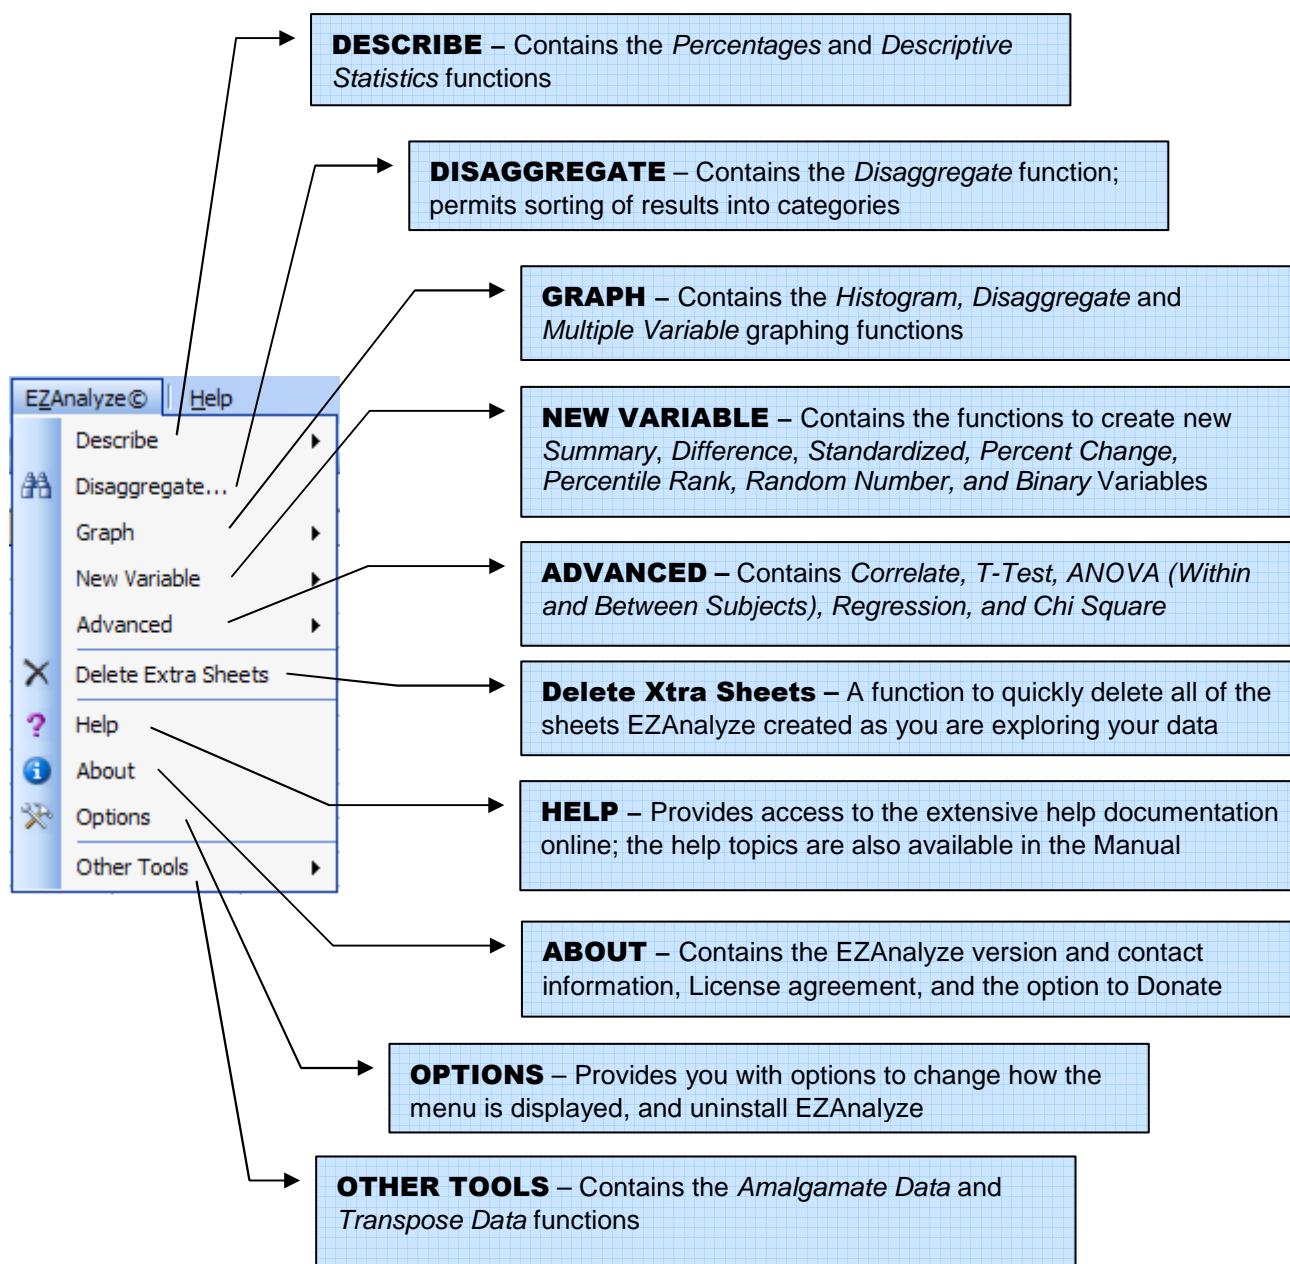 DESCRIBE – Contains the Percentages and Descriptive
Statistics functions
DISAGGREGATE – Contains the Disaggregate function;
permits sorting of results into categories
GRAPH – Contains the Histogram, Disaggregate and
Multiple Variable graphing functions
EZAnalyze© Help
Describe
Disaggregate...
Graph
New Variable
Advanced
Delete Extra Sheets
Help
About
Options
Other Tools
NEW VARIABLE – Contains the functions to create new
Summary, Difference, Standardized, Percent Change,
Percentile Rank, Random Number, and Binary Variables
ADVANCED – Contains Correlate, T-Test, ANOVA (Within
and Between Subjects), Regression, and Chi Square
Delete Xtra Sheets – A function to quickly delete all of the
sheets EZAnalyze created as you are exploring your data
HELP – Provides access to the extensive help documentation
online; the help topics are also available in the Manual
ABOUT – Contains the EZAnalyze version and contact
information, License agreement, and the option to Donate
OPTIONS – Provides you with options to change how the
menu is displayed, and uninstall EZAnalyze
OTHER TOOLS – Contains the Amalgamate Data and
Transpose Data functions